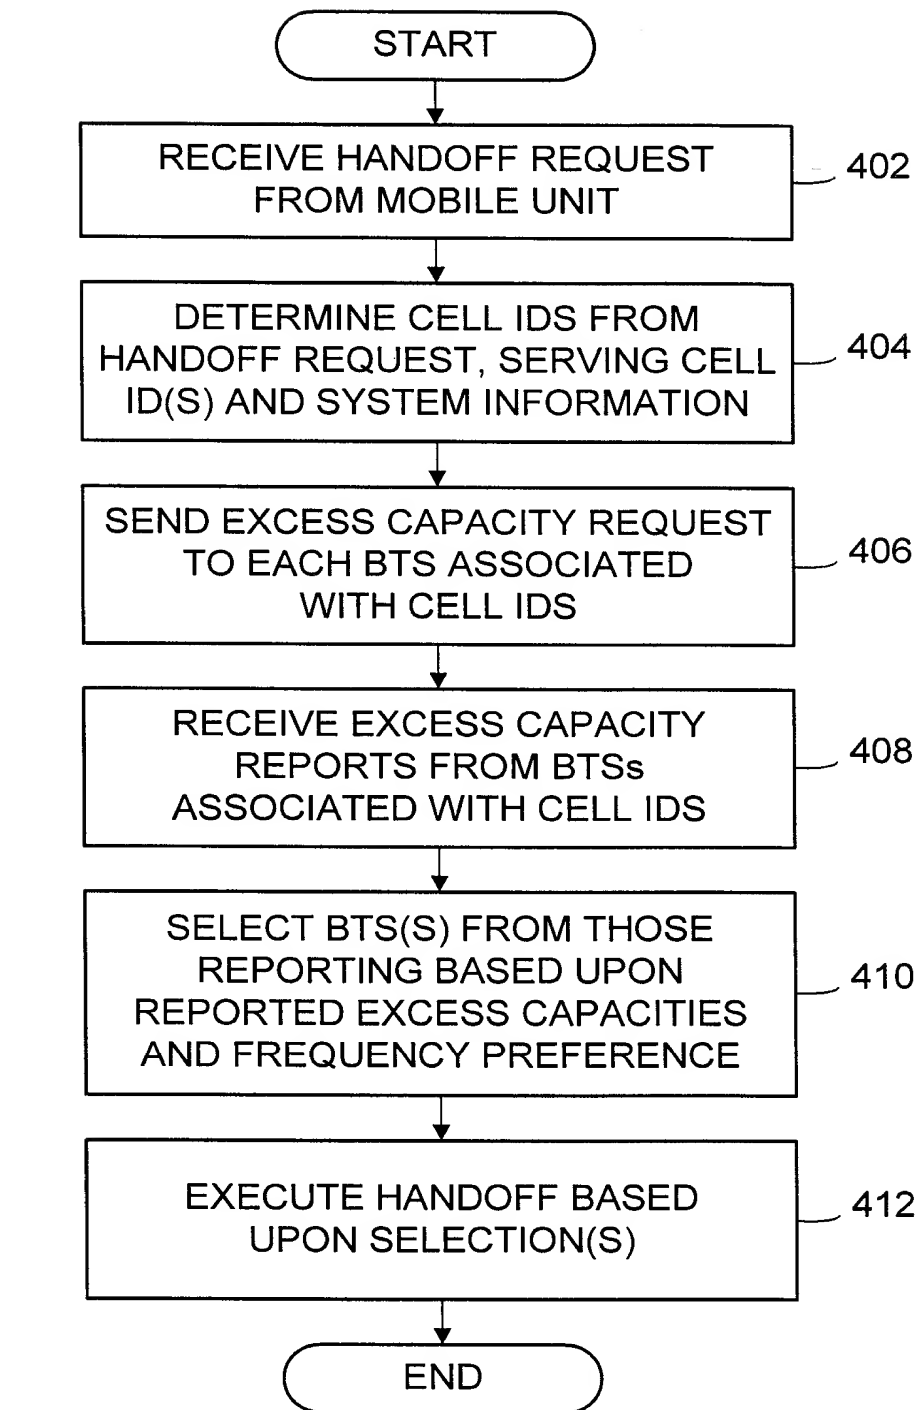 START
RECEIVE HANDOFF REQUEST
FROM MOBILE UNIT
402
DETERMINE CELL IDS FROM
HANDOFF REQUEST, SERVING CELL
ID(S) AND SYSTEM INFORMATION
404
SEND EXCESS CAPACITY REQUEST
TO EACH BTS ASSOCIATED
WITH CELL IDS
406
RECEIVE EXCESS CAPACITY
REPORTS FROM BTSs
ASSOCIATED WITH CELL IDS
408
SELECT BTS(S) FROM THOSE
REPORTING BASED UPON
REPORTED EXCESS CAPACITIES
AND FREQUENCY PREFERENCE
410
EXECUTE HANDOFF BASED
UPON SELECTION(S)
412
END